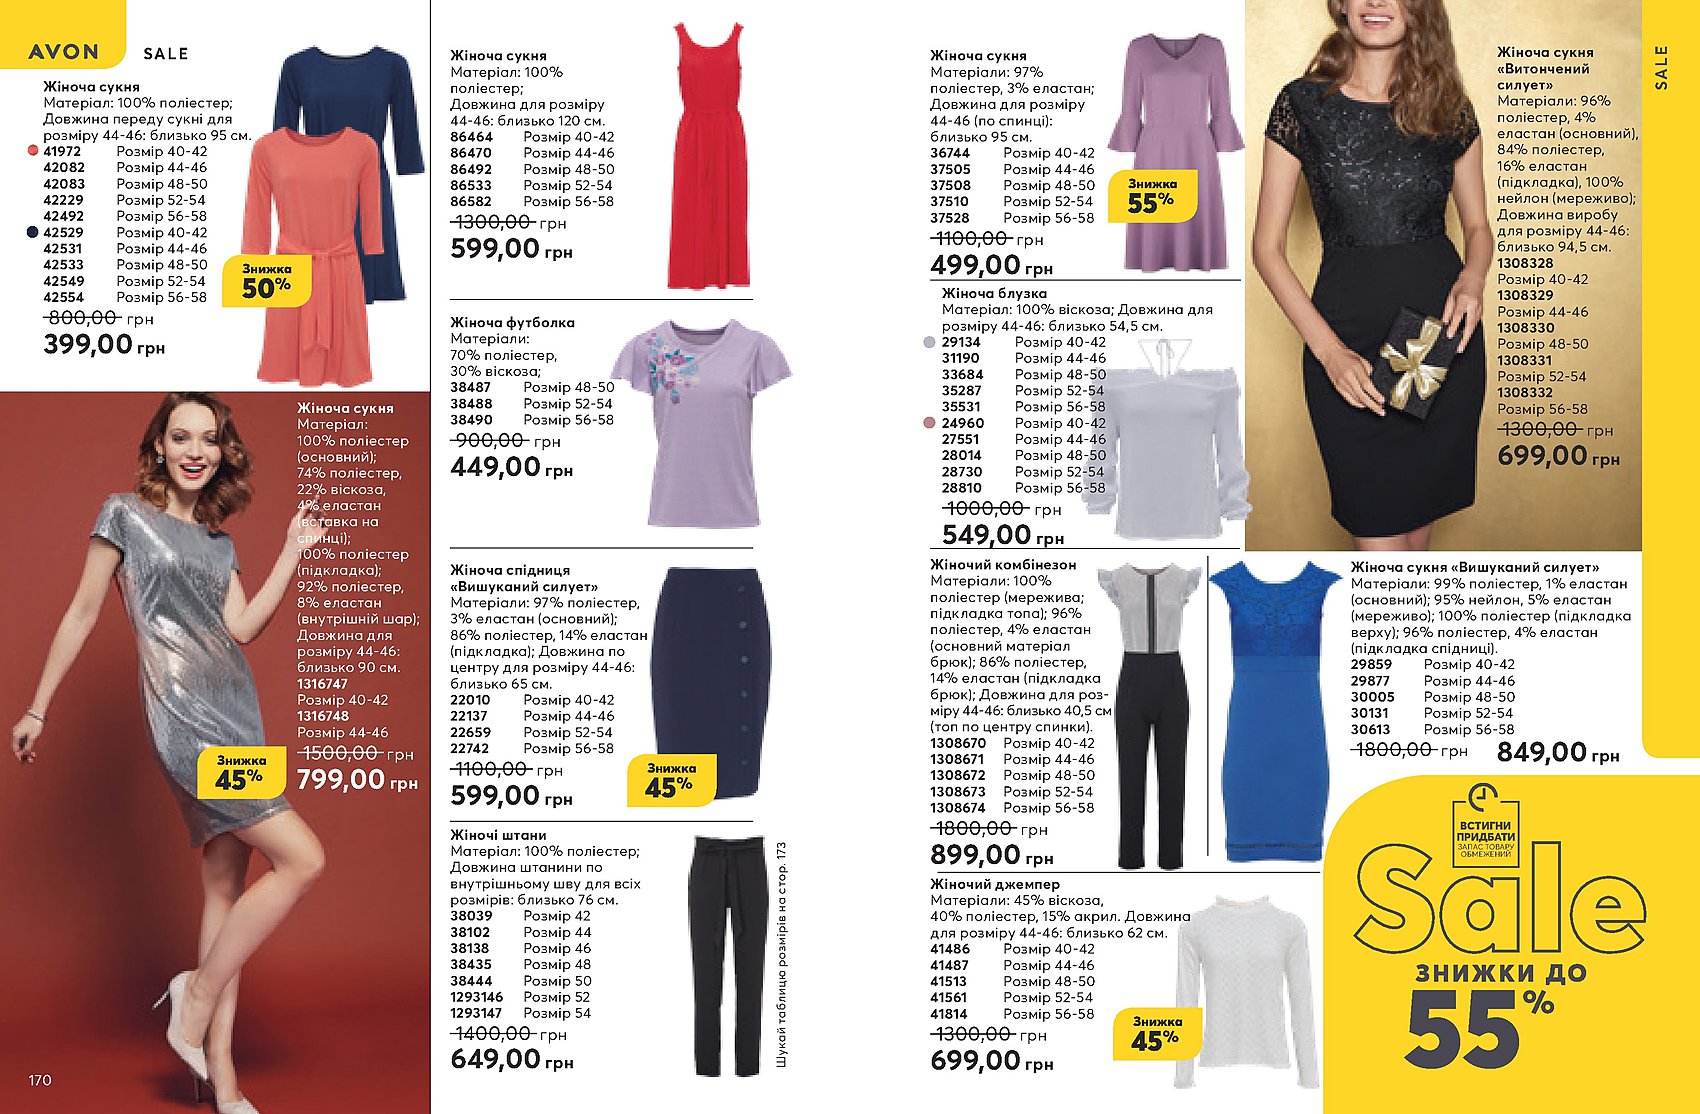 AVON
SALE
Жіноча сукня
Матеріал: 100% поліестер;
Довжина переду сукні для
розміру 44-46: близько 95 см.
41972 Розмір 40-42
42082 Розмір 44-46
42083 Розмір 48-50
42229 Розмір 52-54
42492 Розмір 56-58
42529 Розмір 40-42
42531 Розмір 44-46
42533 Розмір 48-50
42549 Розмір 52-54
42554 Розмір 56-58
800,00 грн
399,00 грн
Знижка
50%
Жіноча сукня
Матеріал:
100% поліестер
(основний);
74% поліестер,
22% віскоза,
4% еластан
(вставка на
спинці);
100% поліестер
(підкладка);
92% поліестер,
8% еластан
(внутрішній шар);
Довжина для
розміру 44-46:
близько 90 см.
1316747
Розмір 40-42
1316748
Розмір 44-46
1500,00 грн
799,00 грн
Знижка
45%
170
Жіноча сукня
Матеріал: 100%
поліестер;
Довжина для розміру
44-46: близько 120 см.
86464 Розмір 40-42
86470 Розмір 44-46
86492 Розмір 48-50
86533 Розмір 52-54
86582 Розмір 56-58
1300,00 грн
599,00 грн
Жіноча футболка
Матеріали:
70% поліестер,
30% віскоза;
38487 Розмір 48-50
38488 Розмір 52-54
38490 Розмір 56-58
900,00 грн
449,00 грн
Жіноча спідниця
«Вишуканий силует»
Матеріали: 97% поліестер,
3% еластан (основний);
86% поліестер, 14% еластан
(підкладка); Довжина по
центру для розміру 44-46:
близько 65 см.
22010 Розмір 40-42
22137 Розмір 44-46
22659 Розмір 52-54
22742 Розмір 56-58
1100,00 грн
599,00 грн
Знижка
45%
Жіночі штани
Матеріал: 100% поліестер;
Довжина штанини по
внутрішньому шву для всіх
розмірів: близько 76 см.
38039 Розмір 42
38102 Розмір 44
38138 Розмір 46
38435 Розмір 48
38444 Розмір 50
1293146 Розмір 52
1293147 Розмір 54
1400,00 грн
649,00 грн
Шукай таблицю розмірів на стор. 173
Жіноча сукня
Матеріали: 97%
поліестер, 3% еластан;
Довжина для розміру
44-46 (по спинці):
близько 95 см.
36744 Розмір 40-42
37505 Розмір 44-46
37508 Розмір 48-50
37510 Розмір 52-54
37528 Розмір 56-58
1100,00 грн
499,00 грн
Знижка
55%
Жіноча блузка
Матеріал: 100% віскоза; Довжина для
розміру 44-46: близько 54,5 см.
29134 Розмір 40-42
31190 Розмір 44-46
33684 Розмір 48-50
35287 Розмір 52-54
35531 Розмір 56-58
24960 Розмір 40-42
27551 Розмір 44-46
28014 Розмір 48-50
28730 Розмір 52-54
28810 Розмір 56-58
1000,00 грн
549,00 грн
Жіночий комбінезон
Матеріали: 100%
поліестер (мережива;
підкладка топа); 96%
поліестер, 4% еластан
(основний матеріал
брюк); 86% поліестер,
14% еластан (підкладка
брюк); Довжина для роз-
міру 44-46: близько 40,5 см
(топ по центру спинки).
1308670 Розмір 40-42
1308671 Розмір 44-46
1308672 Розмір 48-50
1308673 Розмір 52-54
1308674 Розмір 56-58
1800,00 грн
899,00 грн
Жіночий джемпер
Матеріали: 45% віскоза,
40% поліестер, 15% акрил. Довжина
для розміру 44-46: близько 62 см.
41486 Розмір 40-42
41487 Розмір 44-46
41513 Розмір 48-50
41561 Розмір 52-54
41814 Розмір 56-58
1300,00 грн
699,00 грн
Знижка
45%
Жіноча сукня
«Витончений
силует»
Матеріали: 96%
поліестер, 4%
еластан (основний),
84% поліестер,
16% еластан
(підкладка), 100%
нейлон (мереживо);
Довжина виробу
для розміру 44-46:
близько 94,5 см.
1308328
Розмір 40-42
1308329
Розмір 44-46
1308330
Розмір 48-50
1308331
Розмір 52-54
1308332
Розмір 56-58
1300,00 грн
699,00 грн
SALE
Жіноча сукня «Вишуканий силует»
Матеріали: 99% поліестер, 1% еластан
(основний); 95% нейлон, 5% еластан
(мереживо); 100% поліестер (підкладка
верху); 96% поліестер, 4% еластан
(підкладка спідниці).
29859 Розмір 40-42
29877 Розмір 44-46
30005 Розмір 48-50
30131 Розмір 52-54
30613 Розмір 56-58
1800,00 грн 849,00 грн
ВСТИГНИ
ПРИДБАТИ
ЗАПАС ТОВАРУ
ОБМЕЖЕНИЙ
Sale
ЗНИЖКИ ДО
55%